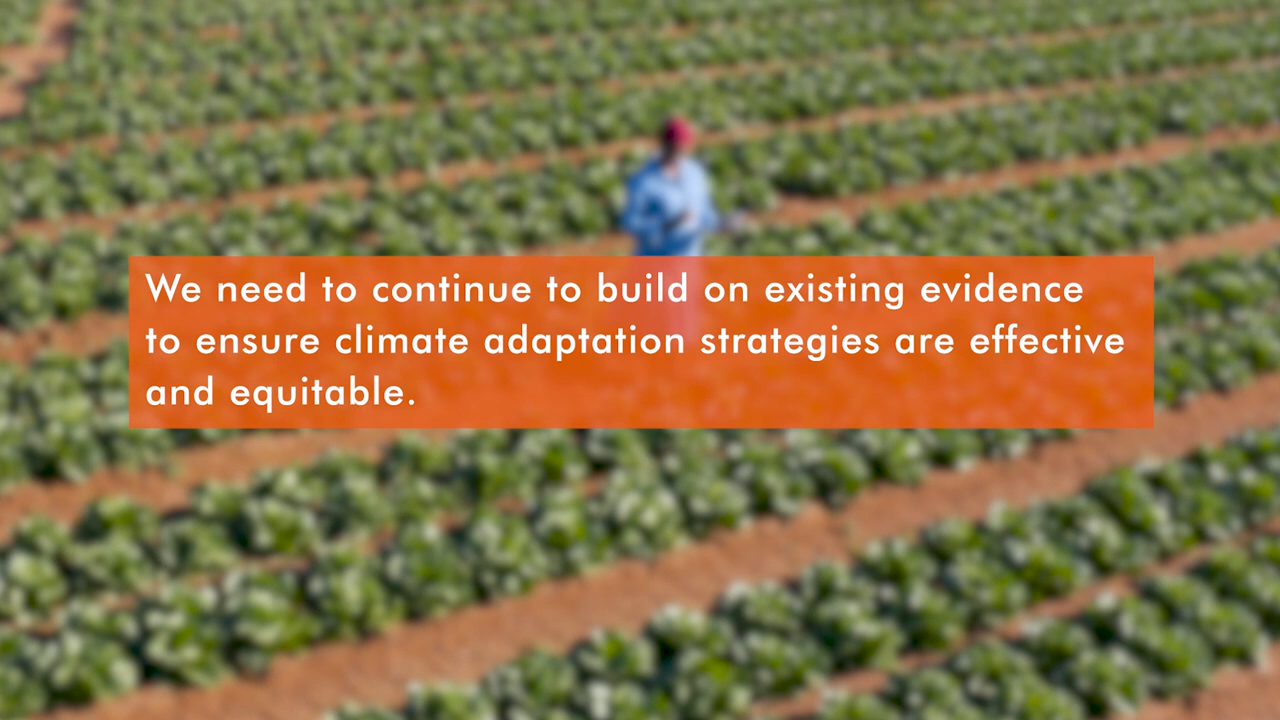 We need to continue to build on existing evidence
to ensure climate adaptation strategies are effective
and equitable.